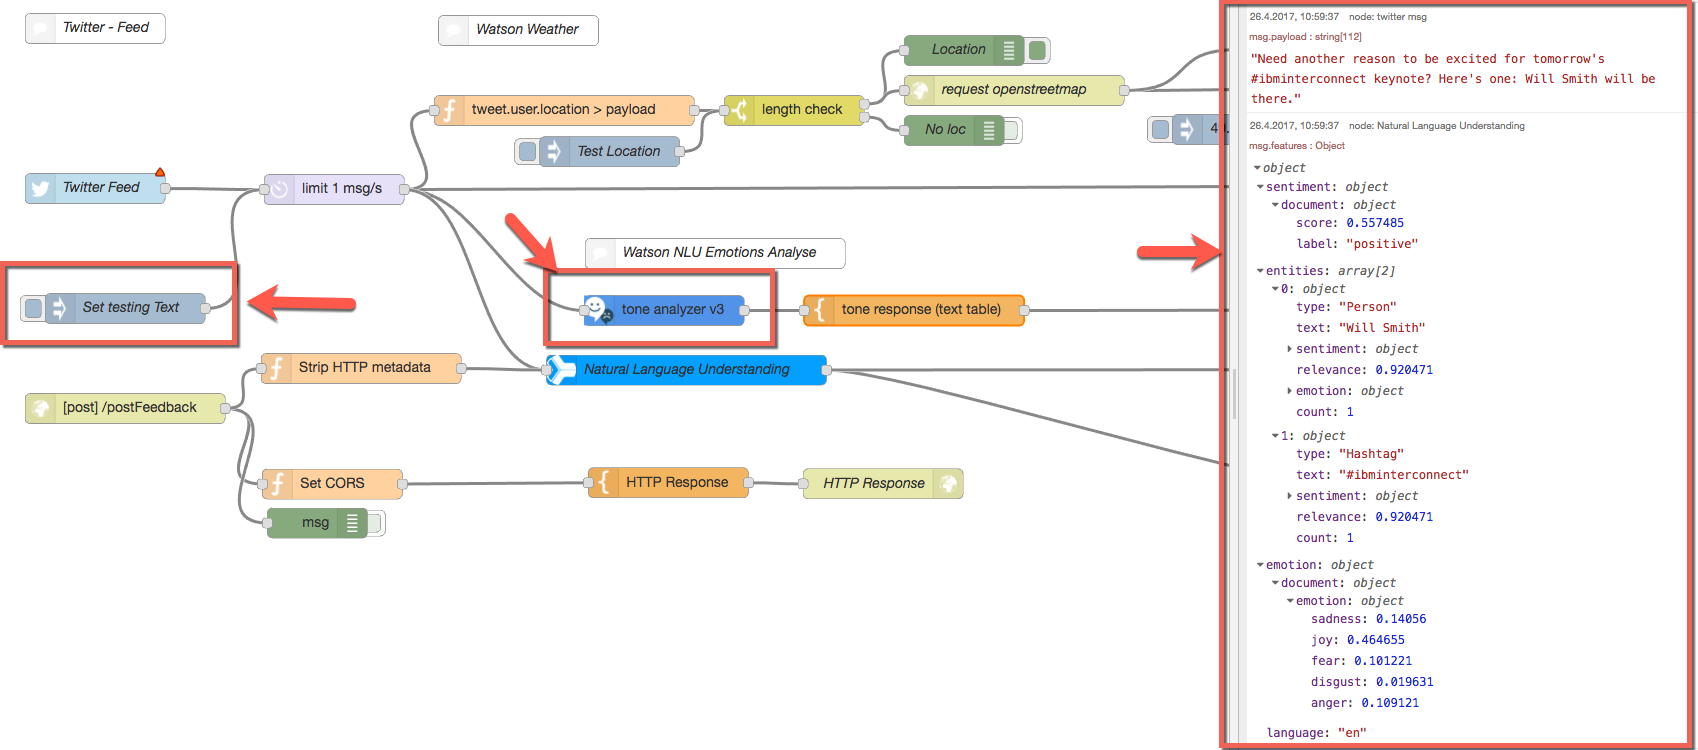 Twitter - Feed
Watson Weather
Location
tweet.user.location > payload
length check
request openstreetmap
Test Location
No loc
Twitter Feed
limit 1 msg/s
Watson NLU Emotions Analyse
Set testing Text
tone analyzer v3
tone response (text table)
Strip HTTP metadata
Natural Language Understanding
[post] /postFeedback
Set CORS
HTTP Response
HTTP Response
msg
26.4.2017, 10:59:37 node: twitter msg
msg.payload : string[112]
"Need another reason to be excited for tomorrow's
#ibminterconnect keynote? Here's one: Will Smith will be
there."
26.4.2017, 10:59:37 node: Natural Language Understanding
msg.features : Object
object
sentiment: object
document: object
score: 0.557485
label: "positive"
entities: array[2]
0: object
type: "Person"
text: "Will Smith"
sentiment: object
relevance: 0.920471
emotion: object
count: 1
1: object
type: "Hashtag"
text: "#ibminterconnect"
sentiment: object
relevance: 0.920471
count: 1
emotion: object
document: object
emotion: object
sadness: 0.14056
joy: 0.464655
fear: 0.101221
disgust: 0.019631
anger: 0.109121
language: "en"